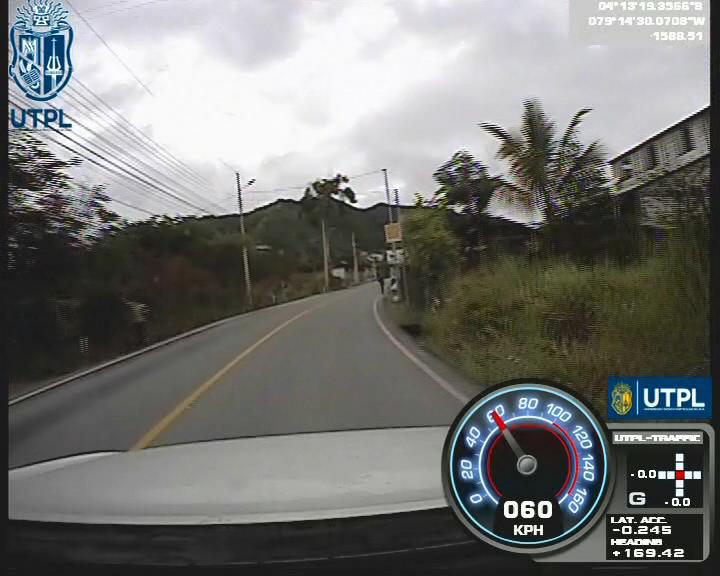 04°13'19.3566"S
079°14'30.0708"W
1588.51
UTPL
UTPL
0 20 40 60 80 100 120 140 160
060
KPH
UTPL-TRAFFIC
-0.0
G -0.0
LAT. ACC.
-0.245
HEADING
+169.42